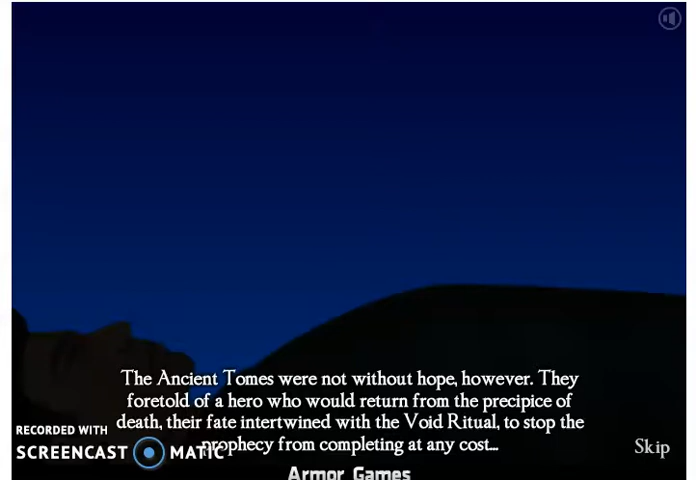 The Ancient Tomes were not without hope, however. They
foretold of a hero who would return from the precipice of
death, their fate intertwined with the Void Ritual, to stop the
prophecy from completing at any cost...
RECORDED WITH
SCREENCAST MATIC
Skip
Armor Games